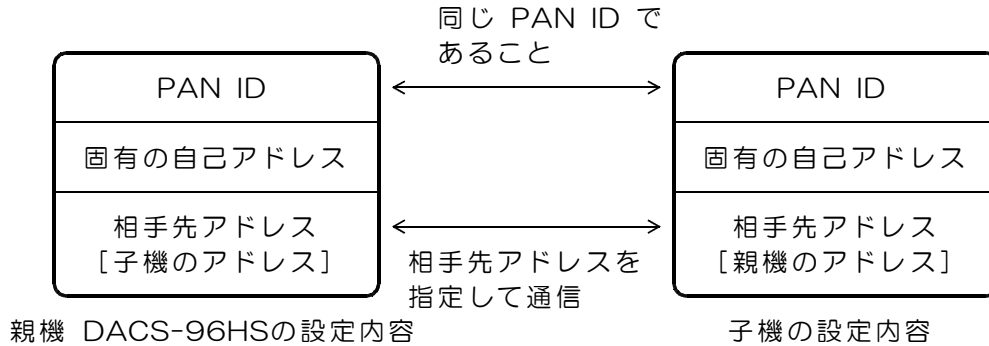 同じ PAN ID で
あること
PAN ID
固有の自己アドレス
相手先アドレス
[子機のアドレス]
親機 DACS-96HSの設定内容
相手先アドレスを
指定して通信
PAN ID
固有の自己アドレス
相手先アドレス
[親機のアドレス]
子機の設定内容